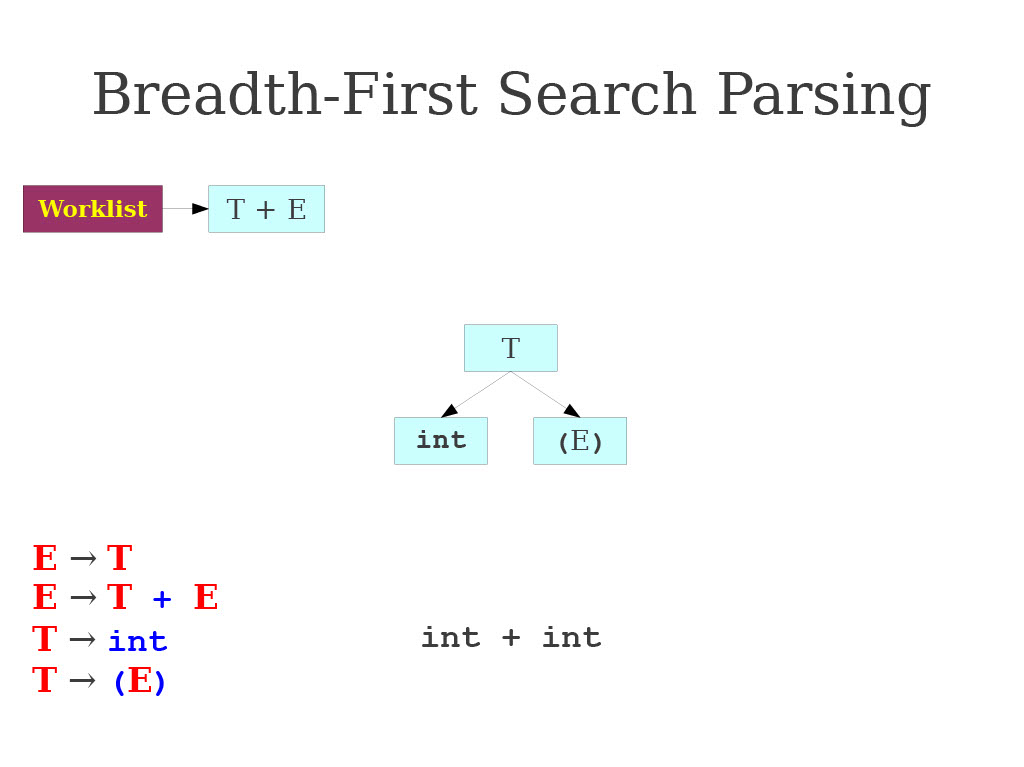 Breadth-First Search Parsing
Worklist
T + E
T
int
(E)
E → T
E → T + E
T → int
T → (E)
int + int